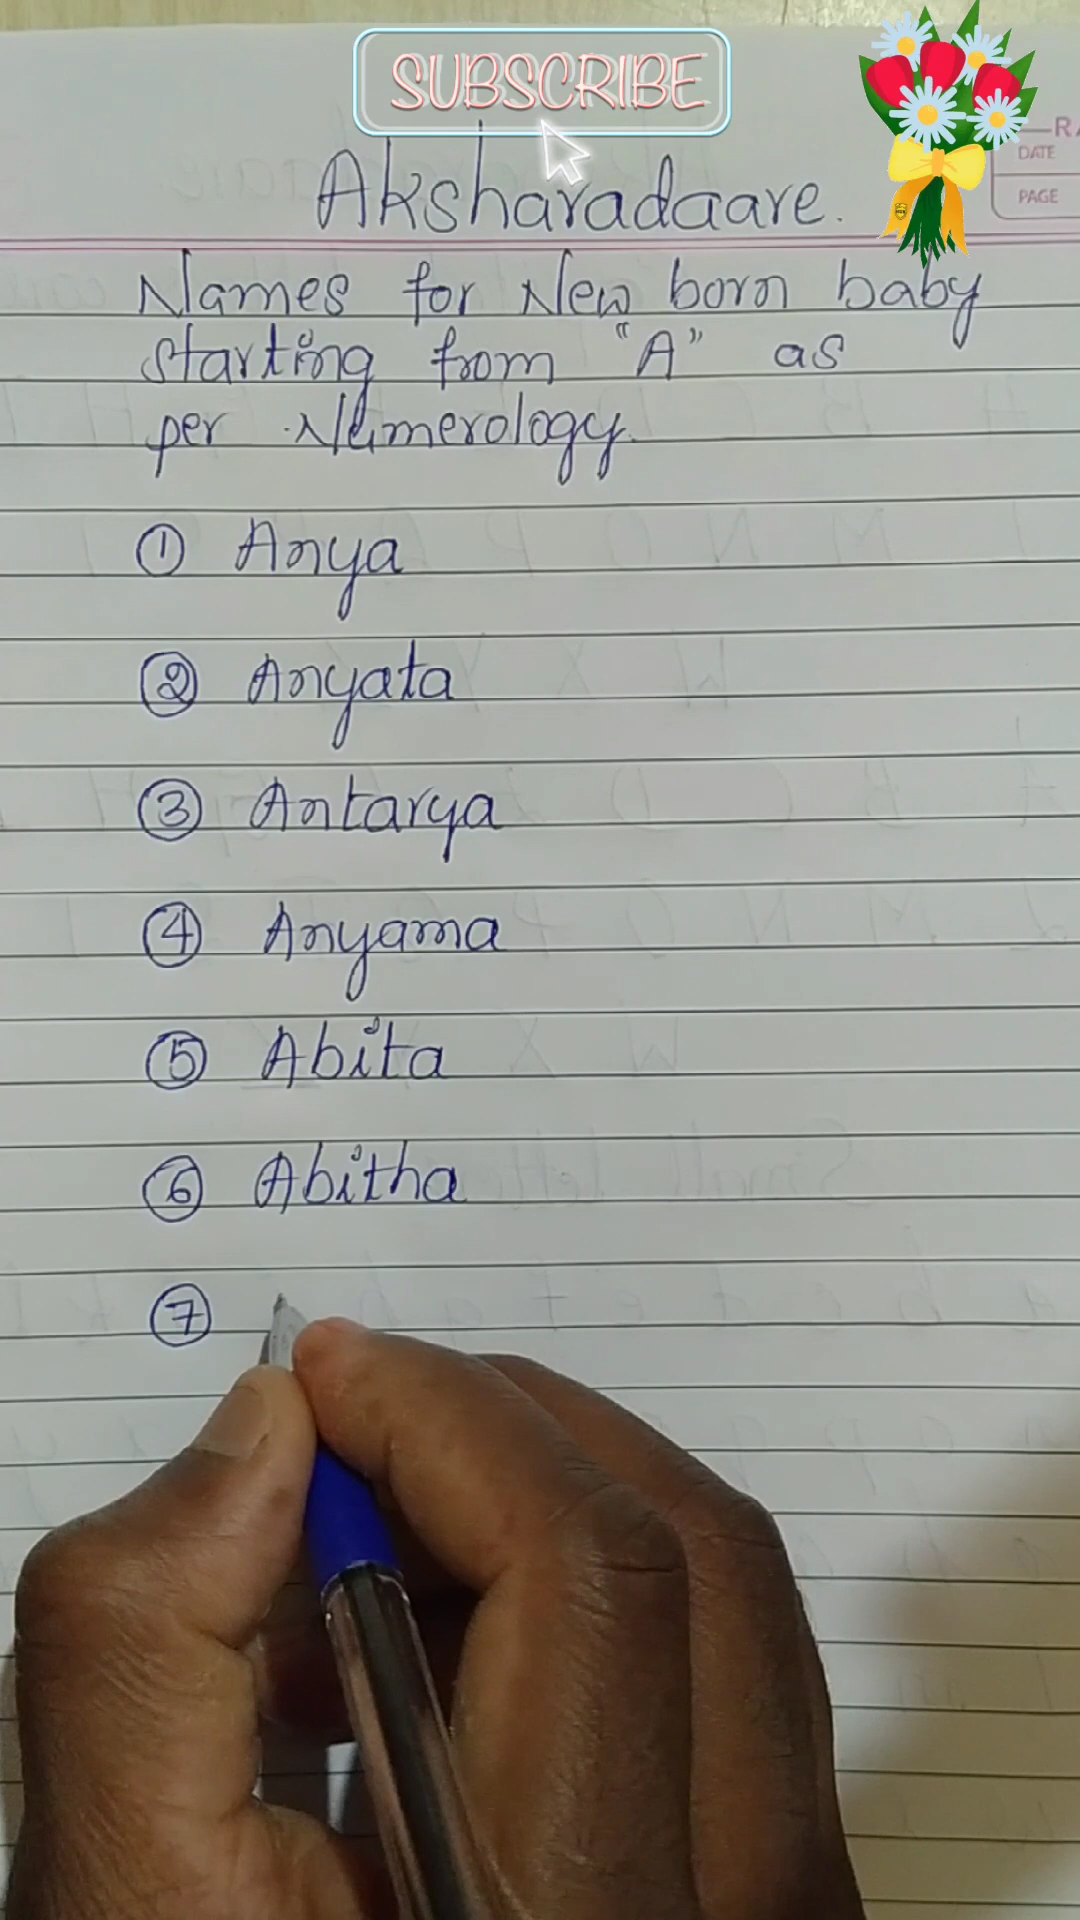 SUBSCRIBE
Aksharadaare.
DATE
PAGE
Names for New born baby
starting from "A" as
per Numerology.
① Anya
② Anyata
③ Antarya
④ Anyama
⑤ Abita
⑥ Abitha
⑦